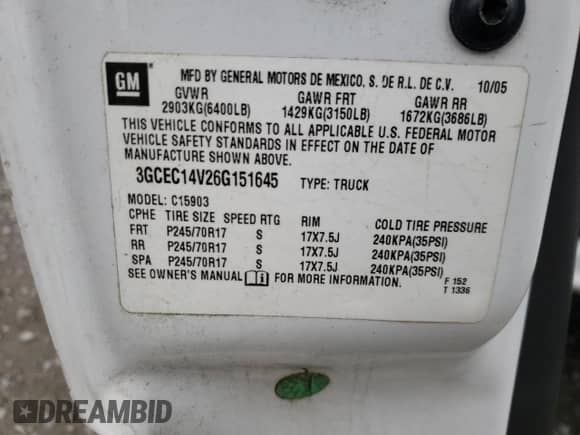 GM
MFD BY GENERAL MOTORS DE MEXICO, S. DE R.L. DE C.V. 10/05
GVWR GAWR FRT GAWR RR
2903KG(6400LB) 1429KG(3150LB) 1672KG(3686LB)
THIS VEHICLE CONFORMS TO ALL APPLICABLE U.S. FEDERAL MOTOR
VEHICLE SAFETY STANDARDS IN EFFECT ON THE DATE OF
MANUFACTURE SHOWN ABOVE.
3GCEC14V26G151645 TYPE: TRUCK
MODEL: C15903
CPHE TIRE SIZE SPEED RTG RIM COLD TIRE PRESSURE
FRT P245/70R17 S 17X7.5J 240KPA(35PSI)
RR P245/70R17 S 17X7.5J 240KPA(35PSI)
SPA P245/70R17 S 17X7.5J 240KPA(35PSI)
SEE OWNER'S MANUAL FOR MORE INFORMATION.
F 152
T 1336
DREAMBID